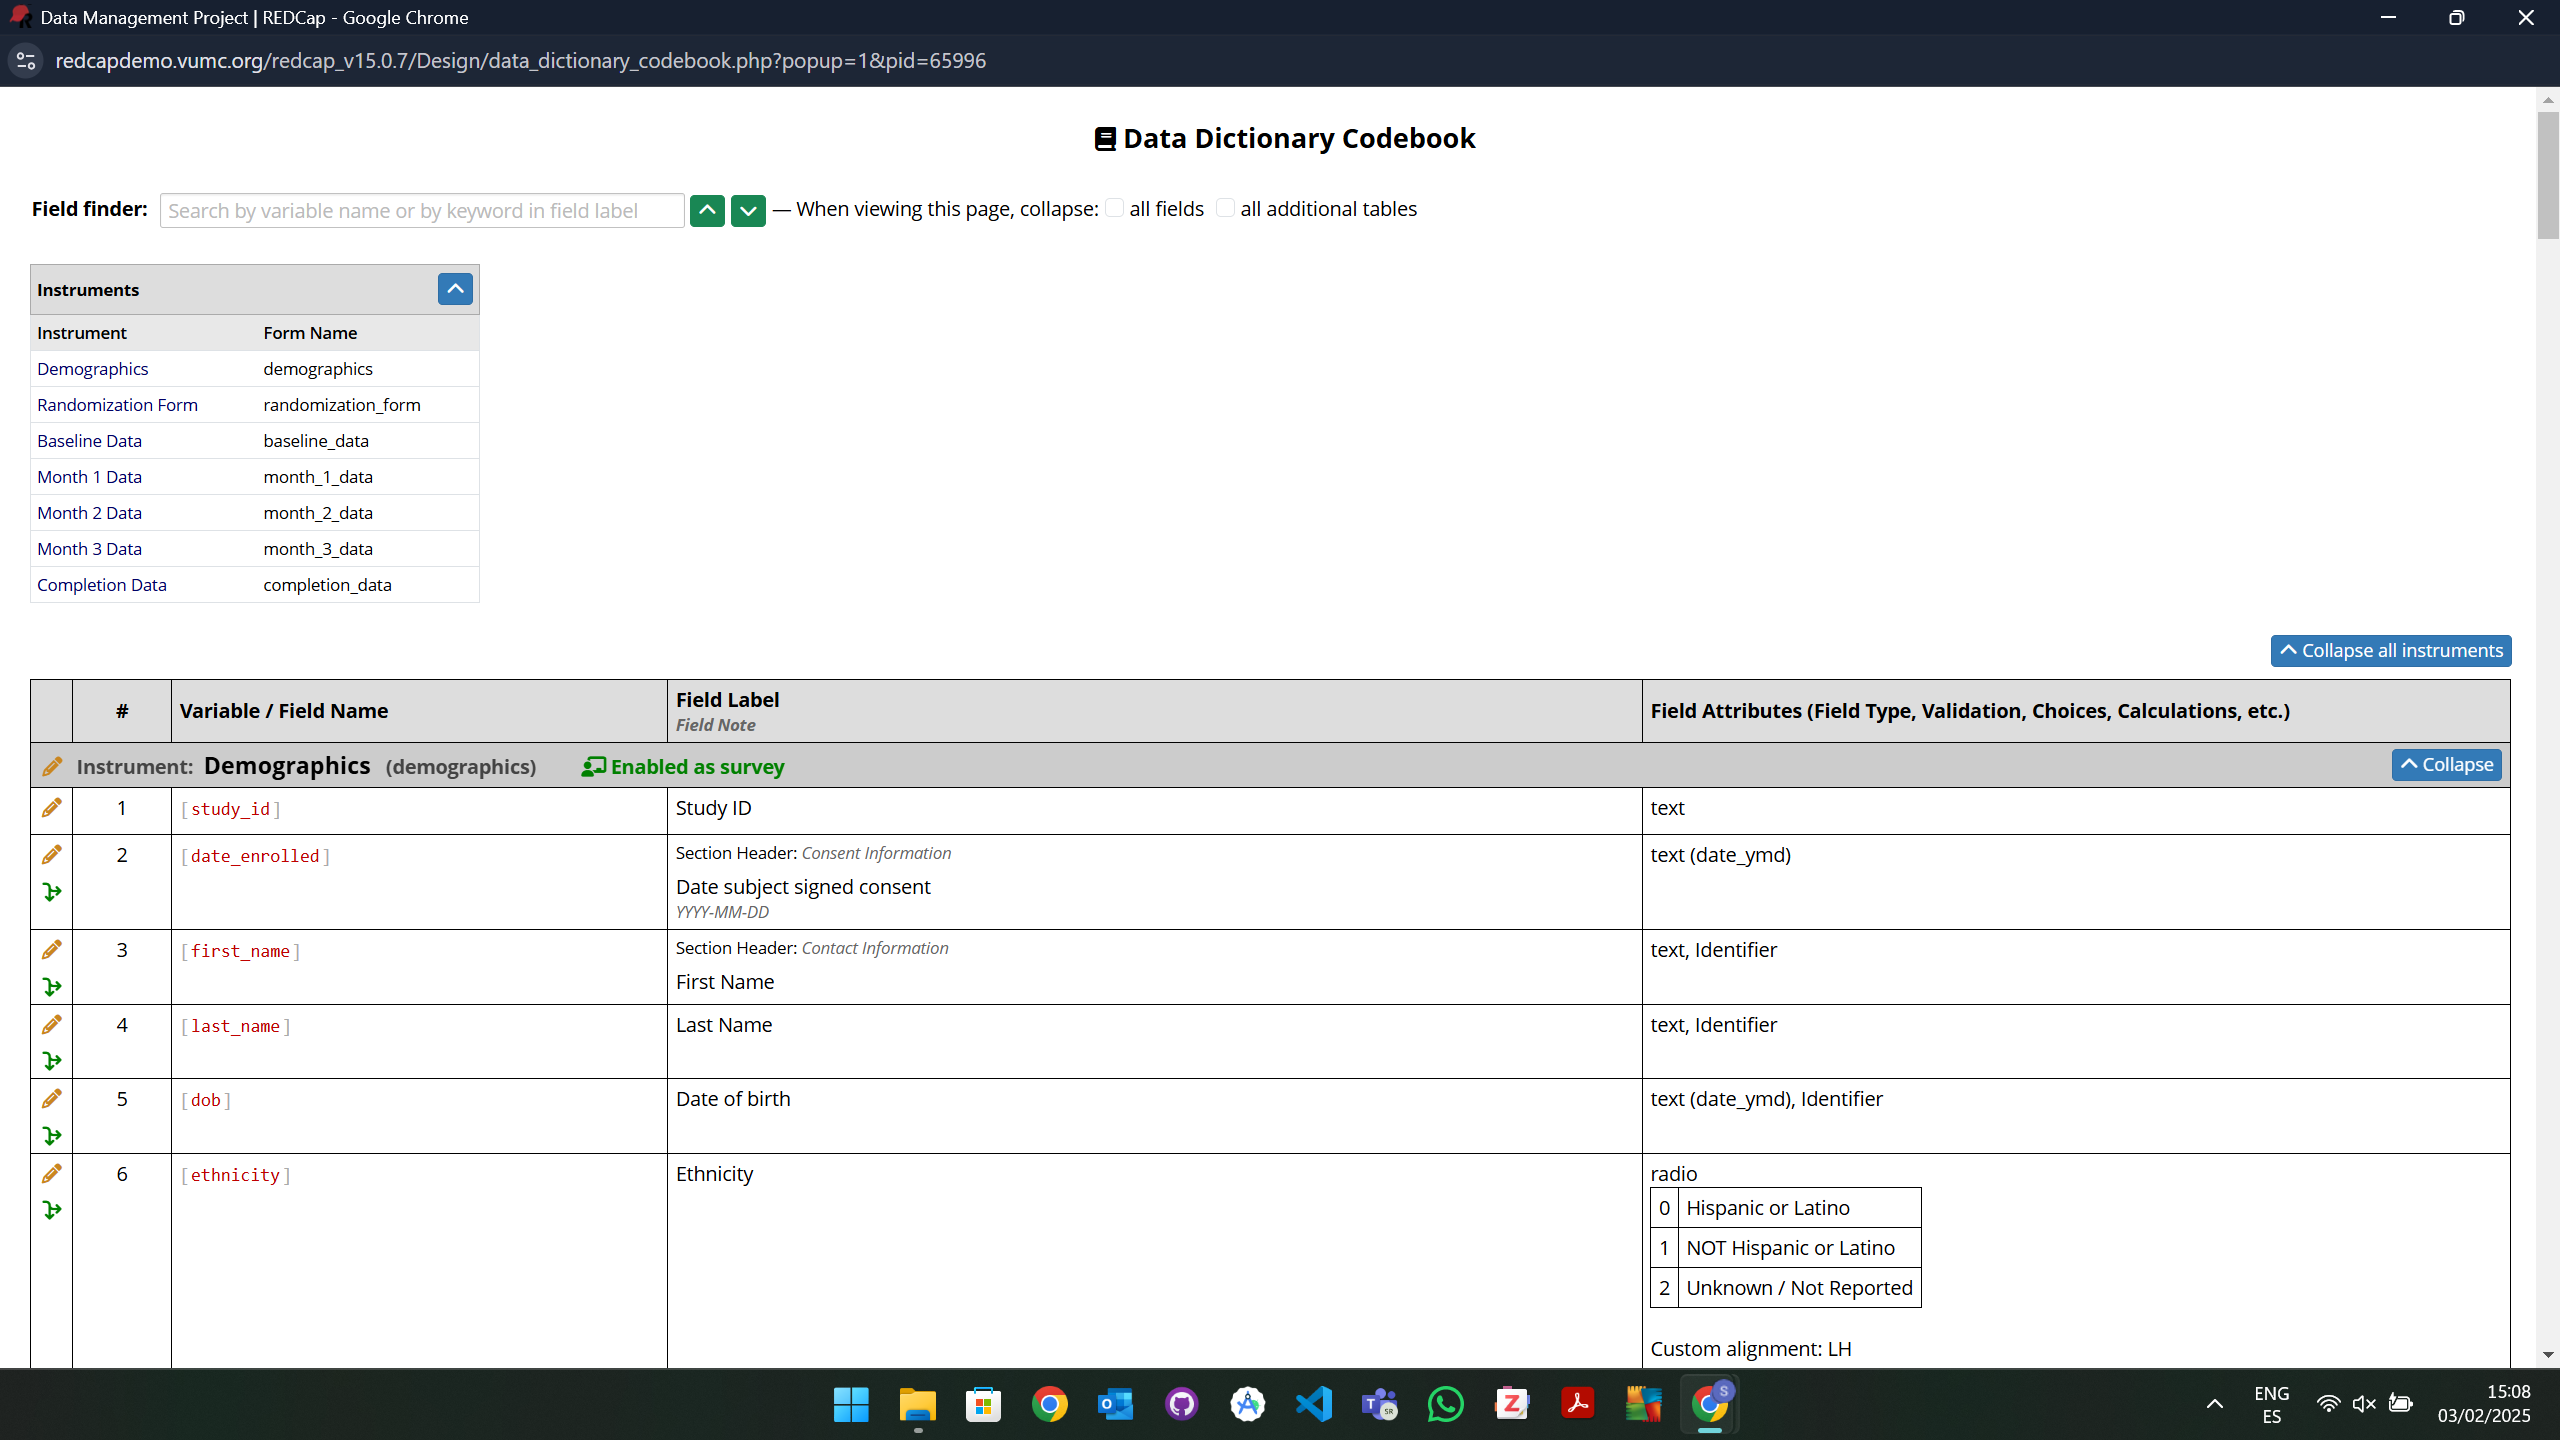 Data Management Project | REDCap - Google Chrome
redcapdemo.vumc.org/redcap_v15.0.7/Design/data_dictionary_codebook.php?popup=1&pid=65996
Data Dictionary Codebook
Field finder: Search by variable name or by keyword in field label — When viewing this page, collapse: all fields all additional tables
Instruments
Instrument Form Name
Demographics demographics
Randomization Form randomization_form
Baseline Data baseline_data
Month 1 Data month_1_data
Month 2 Data month_2_data
Month 3 Data month_3_data
Completion Data completion_data
Collapse all instruments
# Variable / Field Name Field Label Field Attributes (Field Type, Validation, Choices, Calculations, etc.)
Field Note
Instrument: Demographics (demographics) Enabled as survey Collapse
1 [study_id] Study ID text
2 [date_enrolled] Section Header: Consent Information text (date_ymd)
Date subject signed consent
YYYY-MM-DD
3 [first_name] Section Header: Contact Information text, Identifier
First Name
4 [last_name] Last Name text, Identifier
5 [dob] Date of birth text (date_ymd), Identifier
6 [ethnicity] Ethnicity radio
0 Hispanic or Latino
1 NOT Hispanic or Latino
2 Unknown / Not Reported
Custom alignment: LH
ENG 15:08
ES 03/02/2025